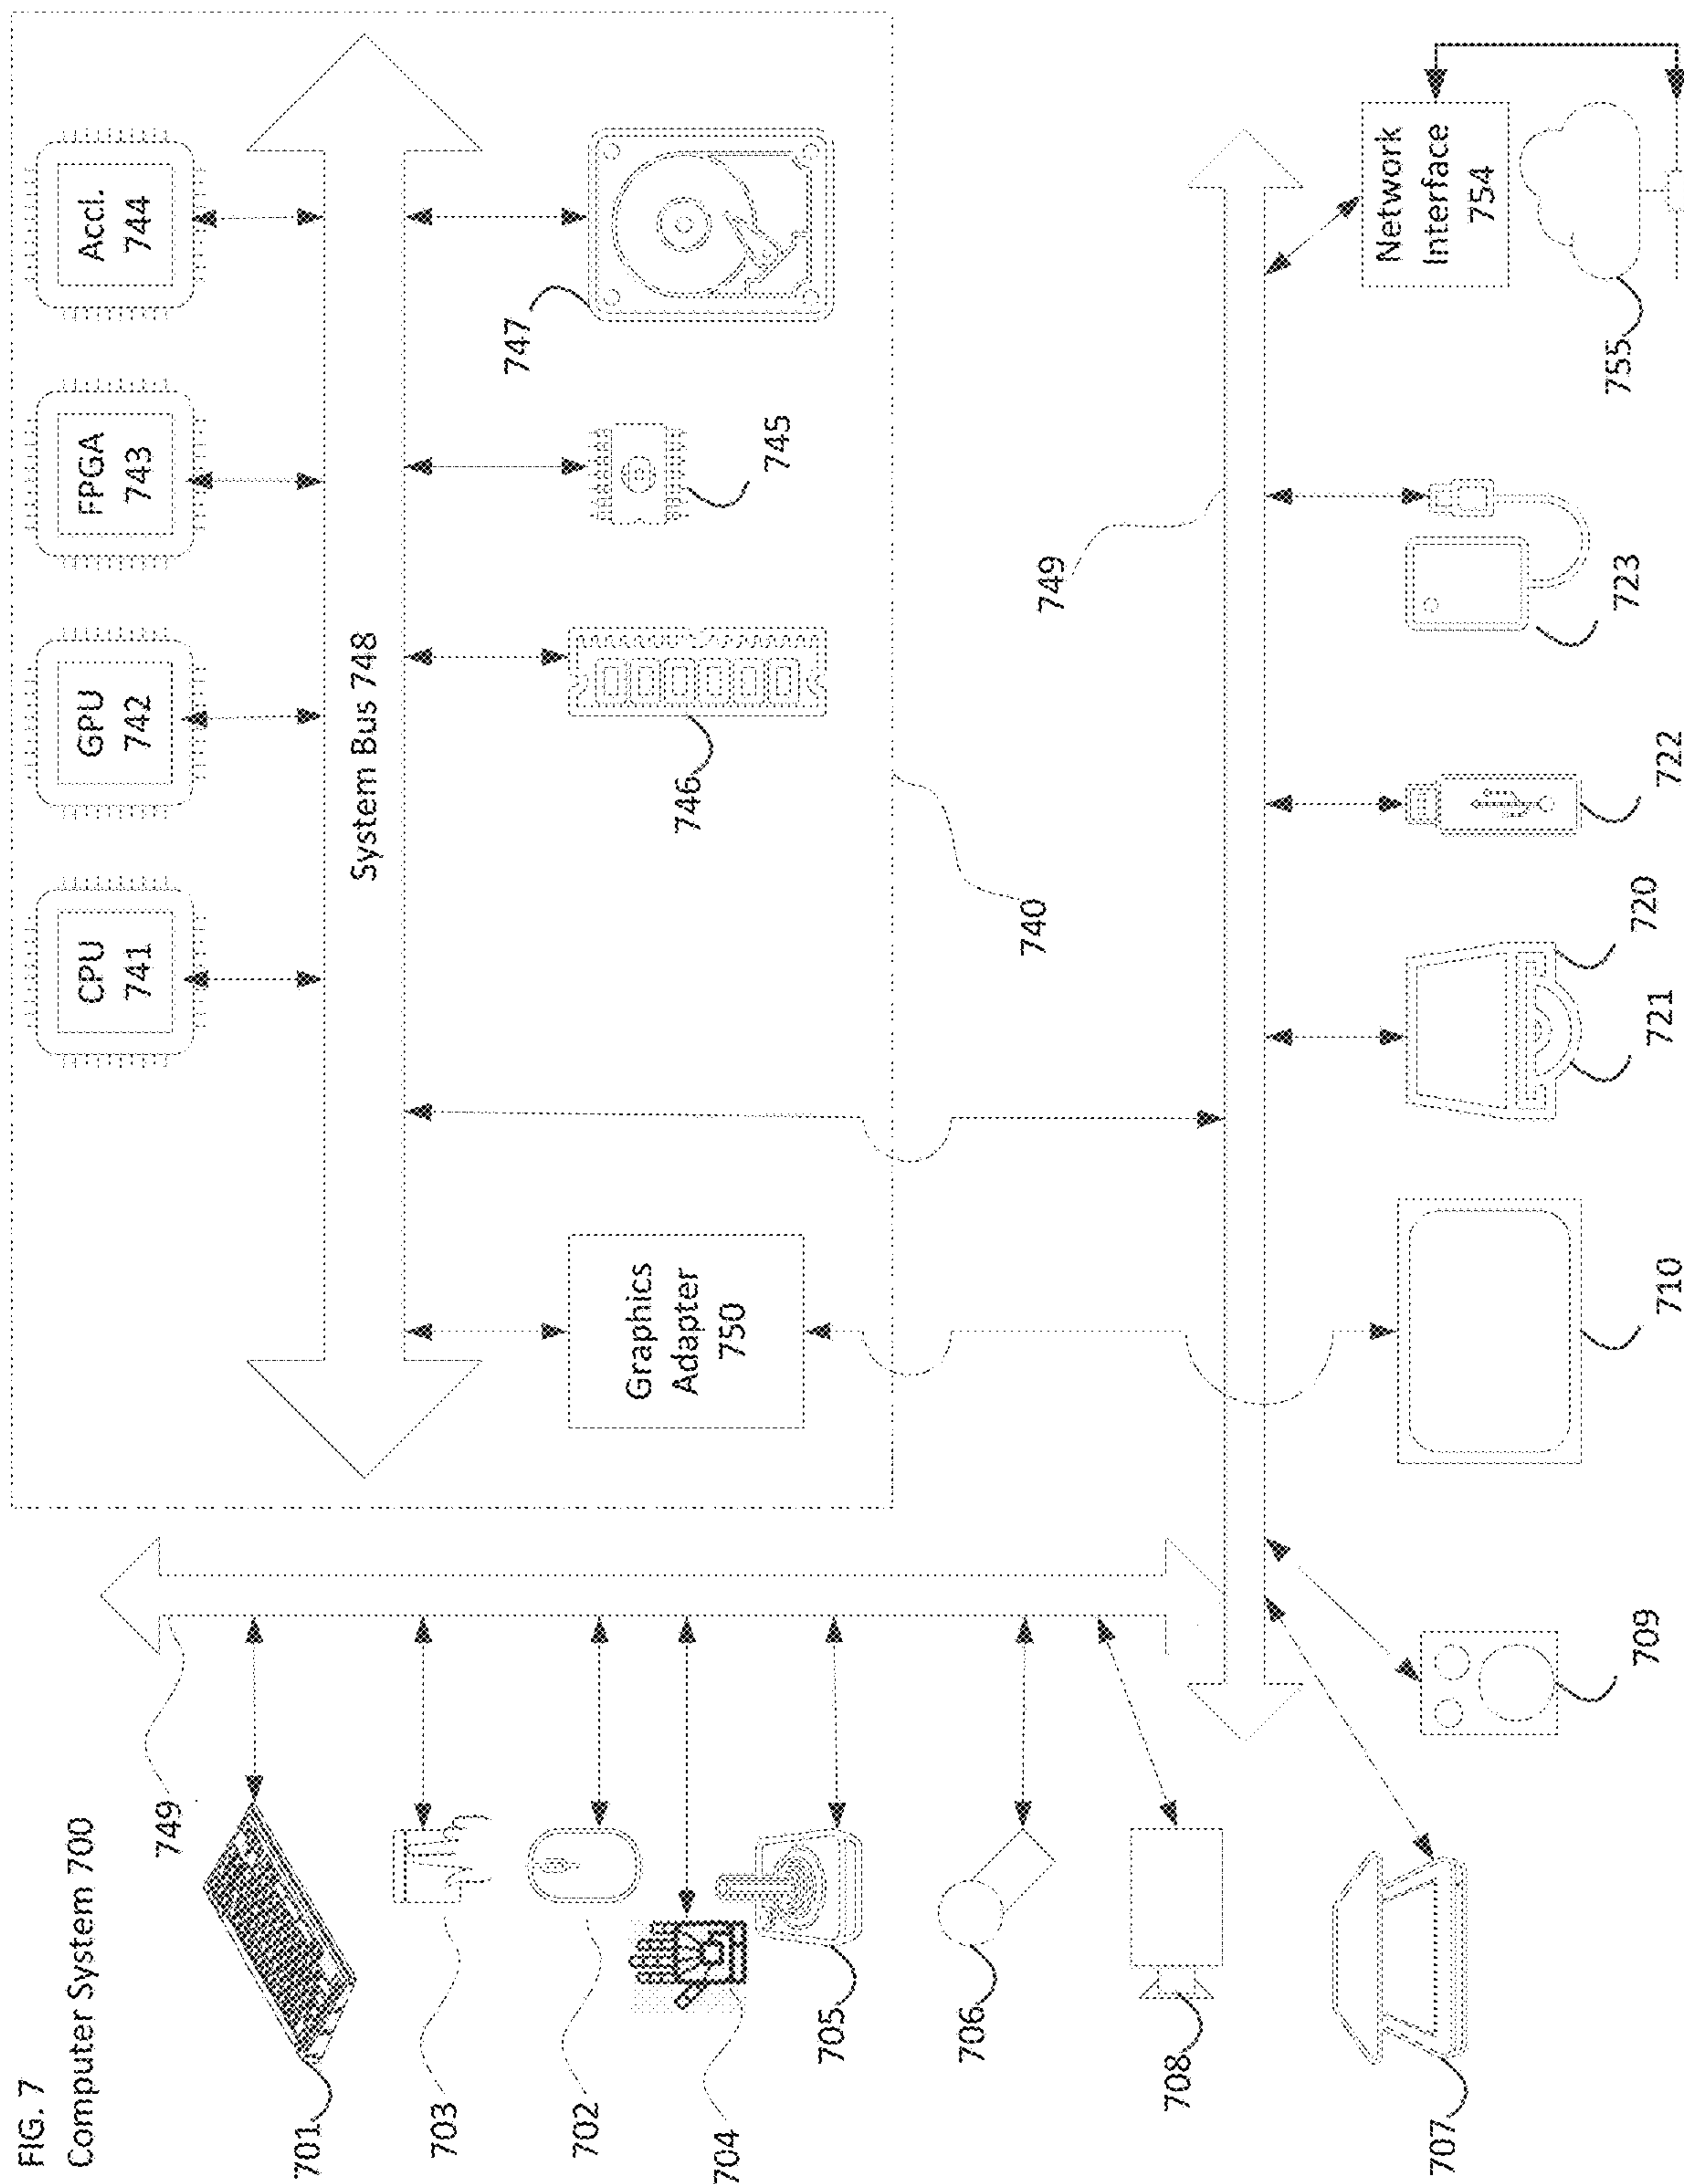 FIG. 7
Computer System 700
701
749
703
702
704
705
706
708
707
709
CPU
741
GPU
742
FPGA
743
Accl.
744
System Bus 748
Graphics
Adapter
750
746
745
747
740
749
710
721
720
722
723
Network
Interface
754
755